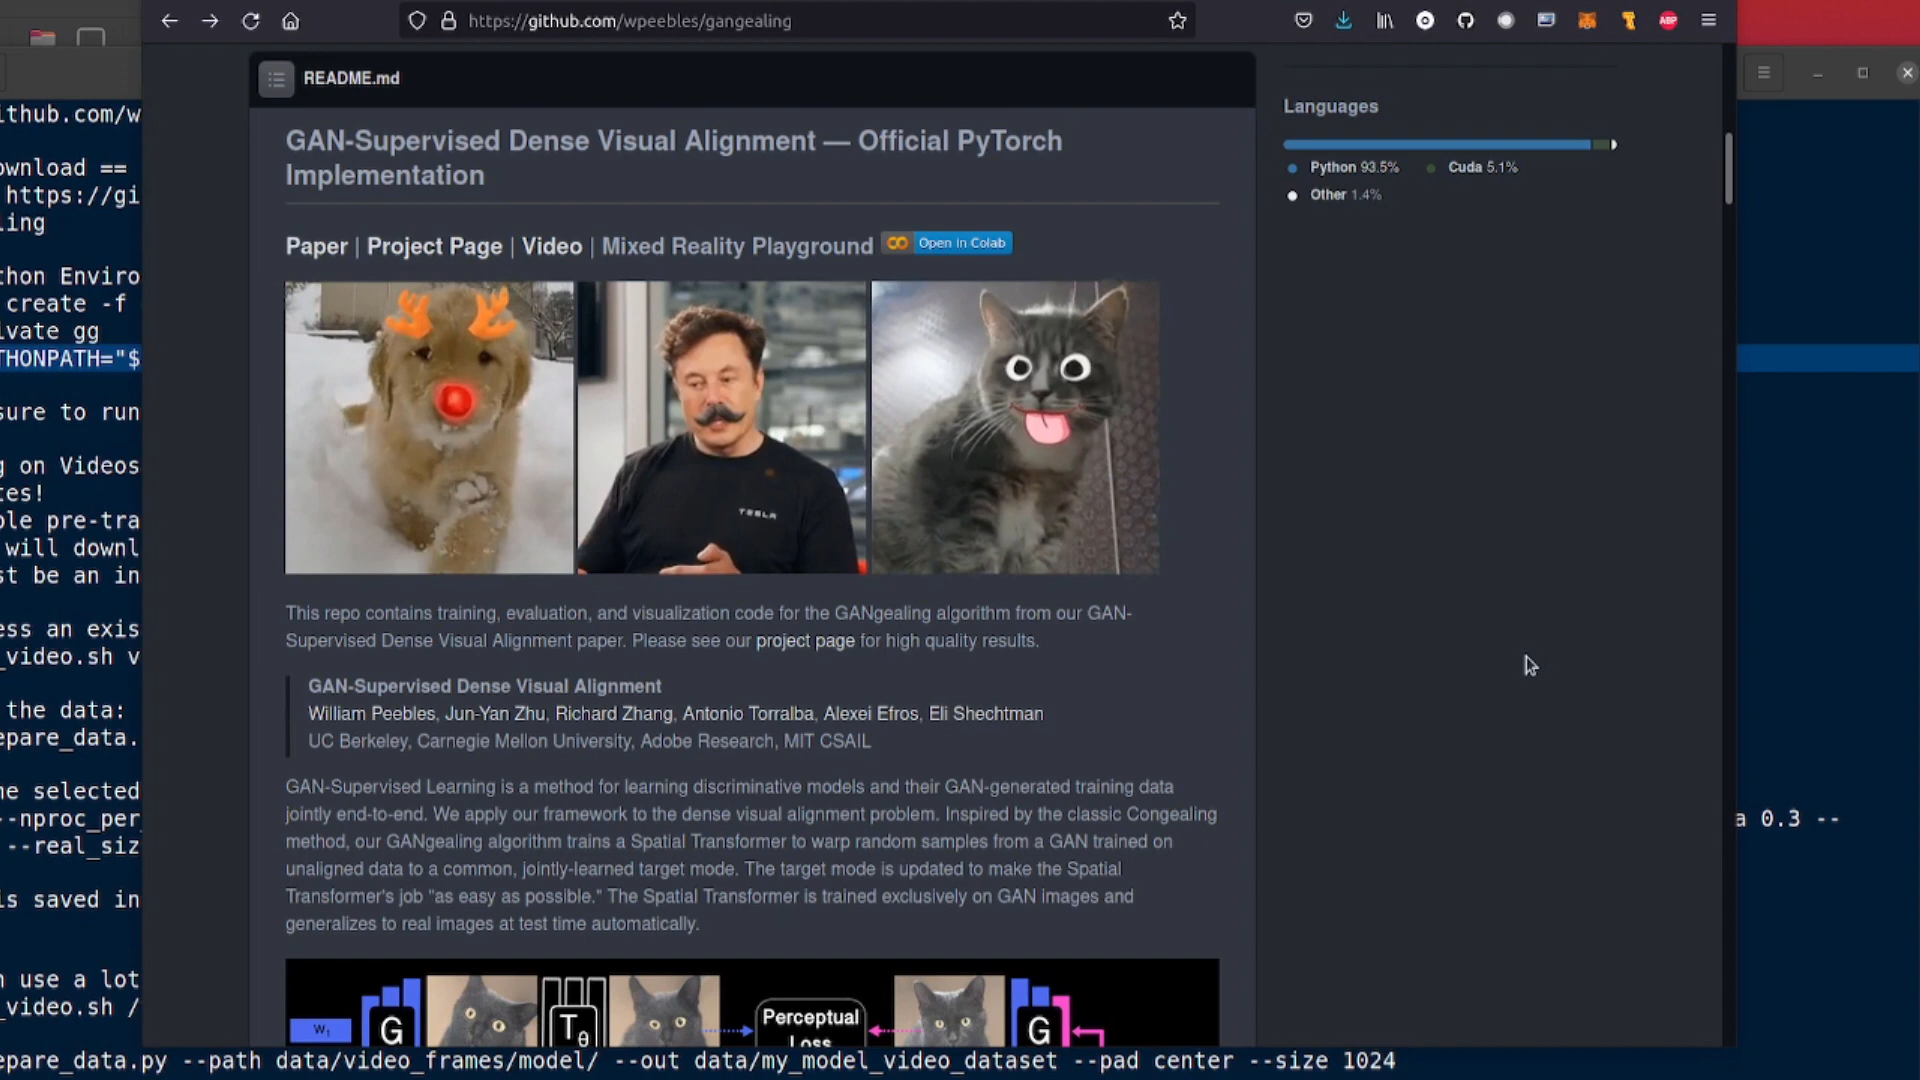 https://github.com/wpeebles/gangealing
ABP
README.md
GAN-Supervised Dense Visual Alignment — Official PyTorch
Implementation
Paper | Project Page | Video | Mixed Reality Playground Open in Colab
TESLA
This repo contains training, evaluation, and visualization code for the GANgealing algorithm from our GAN-
Supervised Dense Visual Alignment paper. Please see our project page for high quality results.
GAN-Supervised Dense Visual Alignment
William Peebles, Jun-Yan Zhu, Richard Zhang, Antonio Torralba, Alexei Efros, Eli Shechtman
UC Berkeley, Carnegie Mellon University, Adobe Research, MIT CSAIL
GAN-Supervised Learning is a method for learning discriminative models and their GAN-generated training data
jointly end-to-end. We apply our framework to the dense visual alignment problem. Inspired by the classic Congealing
method, our GANgealing algorithm trains a Spatial Transformer to warp random samples from a GAN trained on
unaligned data to a common, jointly-learned target mode. The target mode is updated to make the Spatial
Transformer's job "as easy as possible." The Spatial Transformer is trained exclusively on GAN images and
generalizes to real images at test time automatically.
W₁ G Tθ Perceptual G
Loss
Languages
Python 93.5% Cuda 5.1%
Other 1.4%
ithub.com/w
ownload ==
https://gi
ling
thon Enviro
create -f
ivate gg
THONPATH="$
sure to run
g on Videos
tes!
ole pre-tra
will downl
st be an in
ess an exis
_video.sh v
the data:
epare_data.
he selected
--nproc_per_
a 0.3 --
--real_siz
is saved in
n use a lot
_video.sh /
epare_data.py --path data/video_frames/model/ --out data/my_model_video_dataset --pad center --size 1024